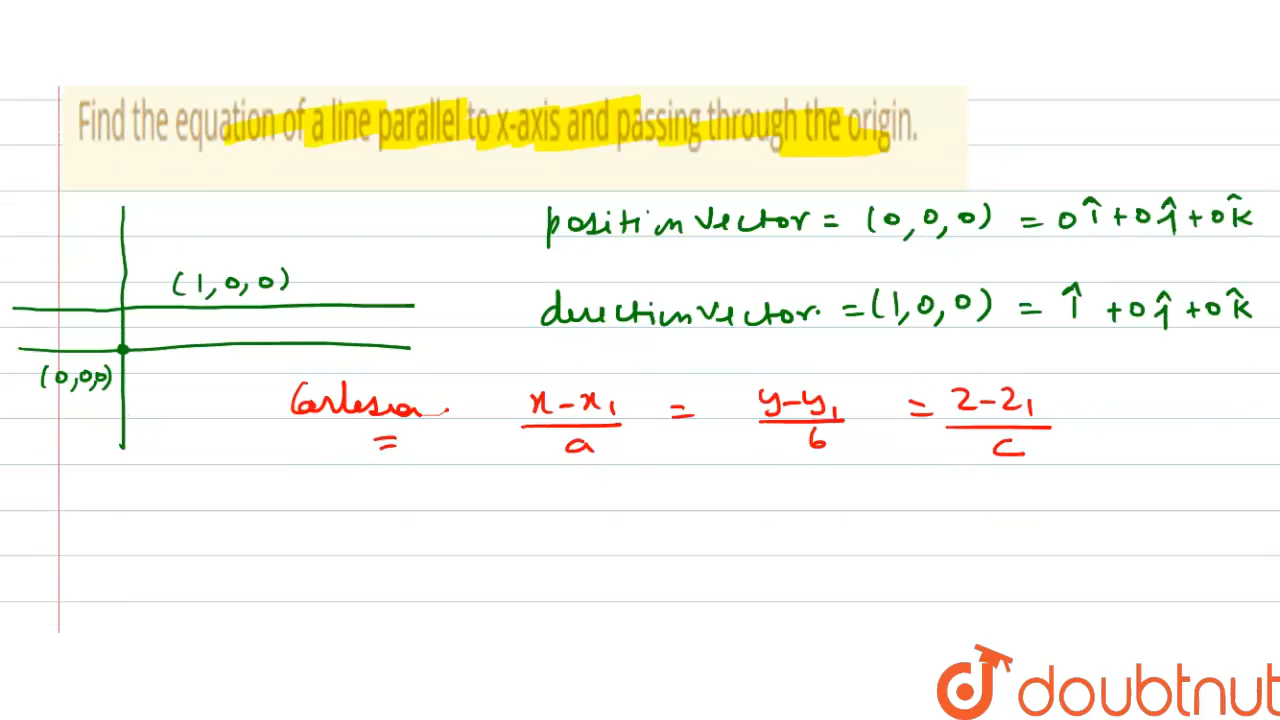 Find the equation of a line parallel to x-axis and passing through the origin.
position vector = (0, 0, 0) = 0î + 0ĵ + 0k̂
(1, 0, 0)
direction vector. = (1, 0, 0) = î + 0ĵ + 0k̂
(0,0,0)
Cartesian. x-x₁/a = y-y₁/b = z-z₁/c
=
doubtnut